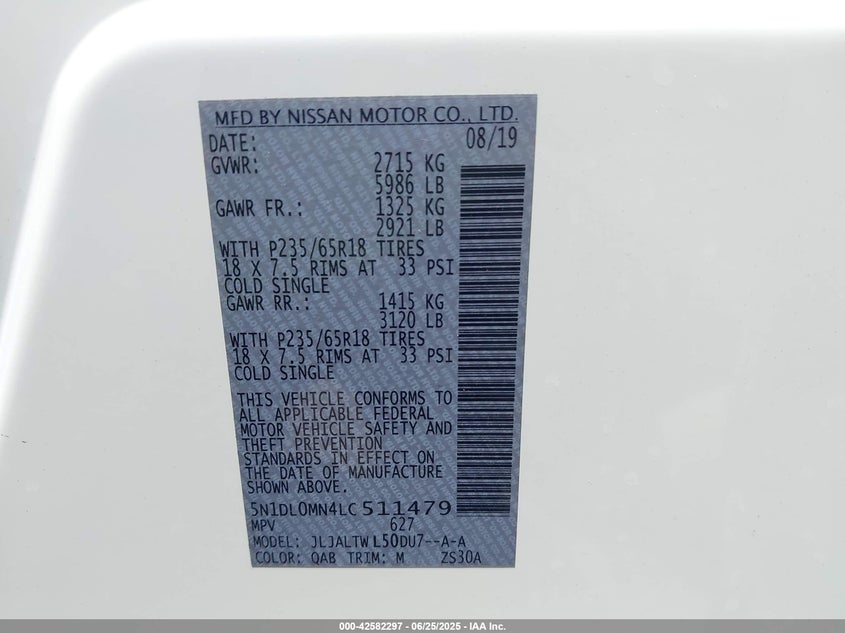 MFD BY NISSAN MOTOR CO., LTD.
DATE: 08/19
GVWR: 2715 KG
5986 LB
GAWR FR.: 1325 KG
2921 LB
WITH P235/65R18 TIRES
18 X 7.5 RIMS AT 33 PSI
COLD SINGLE
GAWR RR.: 1415 KG
3120 LB
WITH P235/65R18 TIRES
18 X 7.5 RIMS AT 33 PSI
COLD SINGLE
THIS VEHICLE CONFORMS TO
ALL APPLICABLE FEDERAL
MOTOR VEHICLE SAFETY AND
THEFT PREVENTION
STANDARDS IN EFFECT ON
THE DATE OF MANUFACTURE
SHOWN ABOVE.
5N1DL0MN4LC511479
MPV 627
MODEL: JLJALTWL50DU7--A-A
COLOR: QAB TRIM: M ZS30A
000-42582297 - 06/25/2025 - IAA Inc.